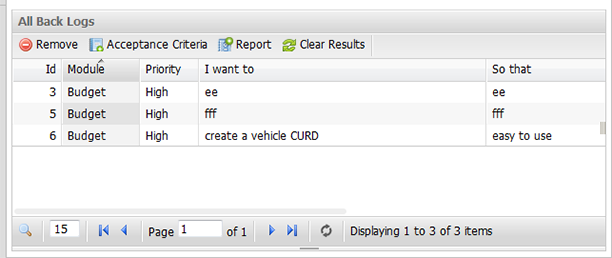 All Back Logs
Remove Acceptance Criteria Report Clear Results
Id Module Priority I want to So that
3 Budget High ee ee
5 Budget High fff fff
6 Budget High create a vehicle CURD easy to use
15 Page 1 of 1 Displaying 1 to 3 of 3 items